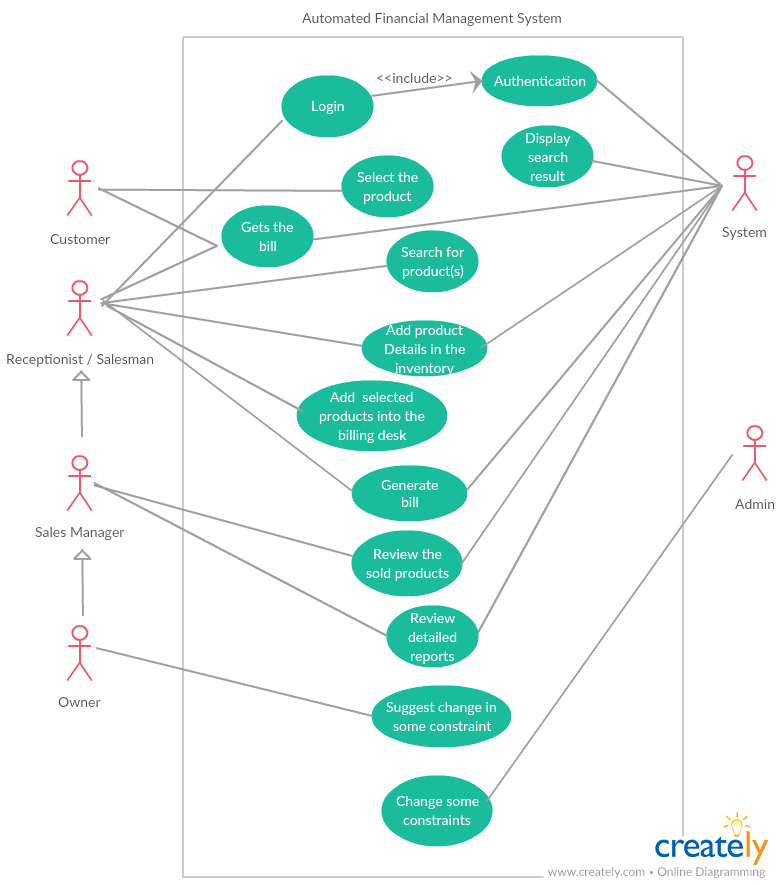 Automated Financial Management System
<<include>>
Authentication
Login
Display
search
result
Select the
product
Customer
System
Gets the
bill
Search for
product(s)
Add product
Details in the
inventory
Receptionist / Salesman
Add selected
products into the
billing desk
Generate
bill
Admin
Sales Manager
Review the
sold products
Review
detailed
reports
Owner
Suggest change in
some constraint
Change some
constraints
creately
www.creately.com • Online Diagramming